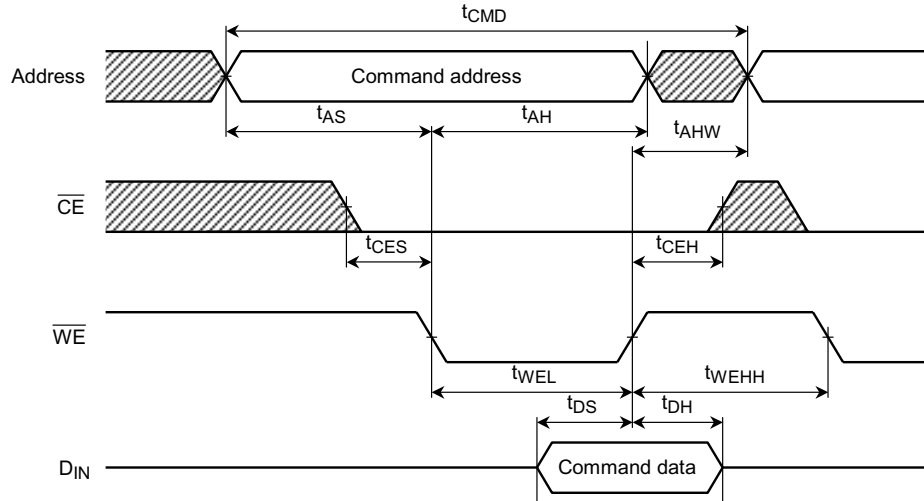 tCMD
Address
Command address
tAS
tAH
tAHW
CE
tCES
tCEH
WE
tWEL
tWEHH
tDS
tDH
DIN
Command data